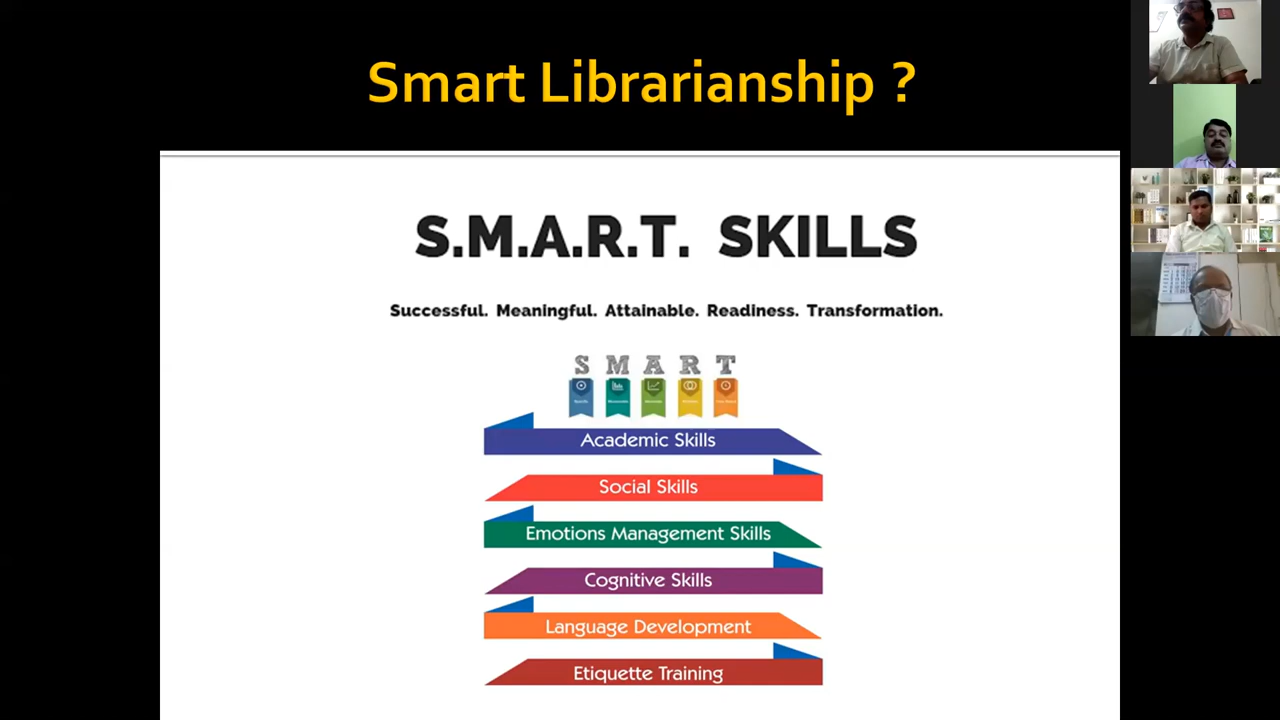 Smart Librarianship ?
S.M.A.R.T. SKILLS
Successful. Meaningful. Attainable. Readiness. Transformation.
S M A R T
Academic Skills
Social Skills
Emotions Management Skills
Cognitive Skills
Language Development
Etiquette Training